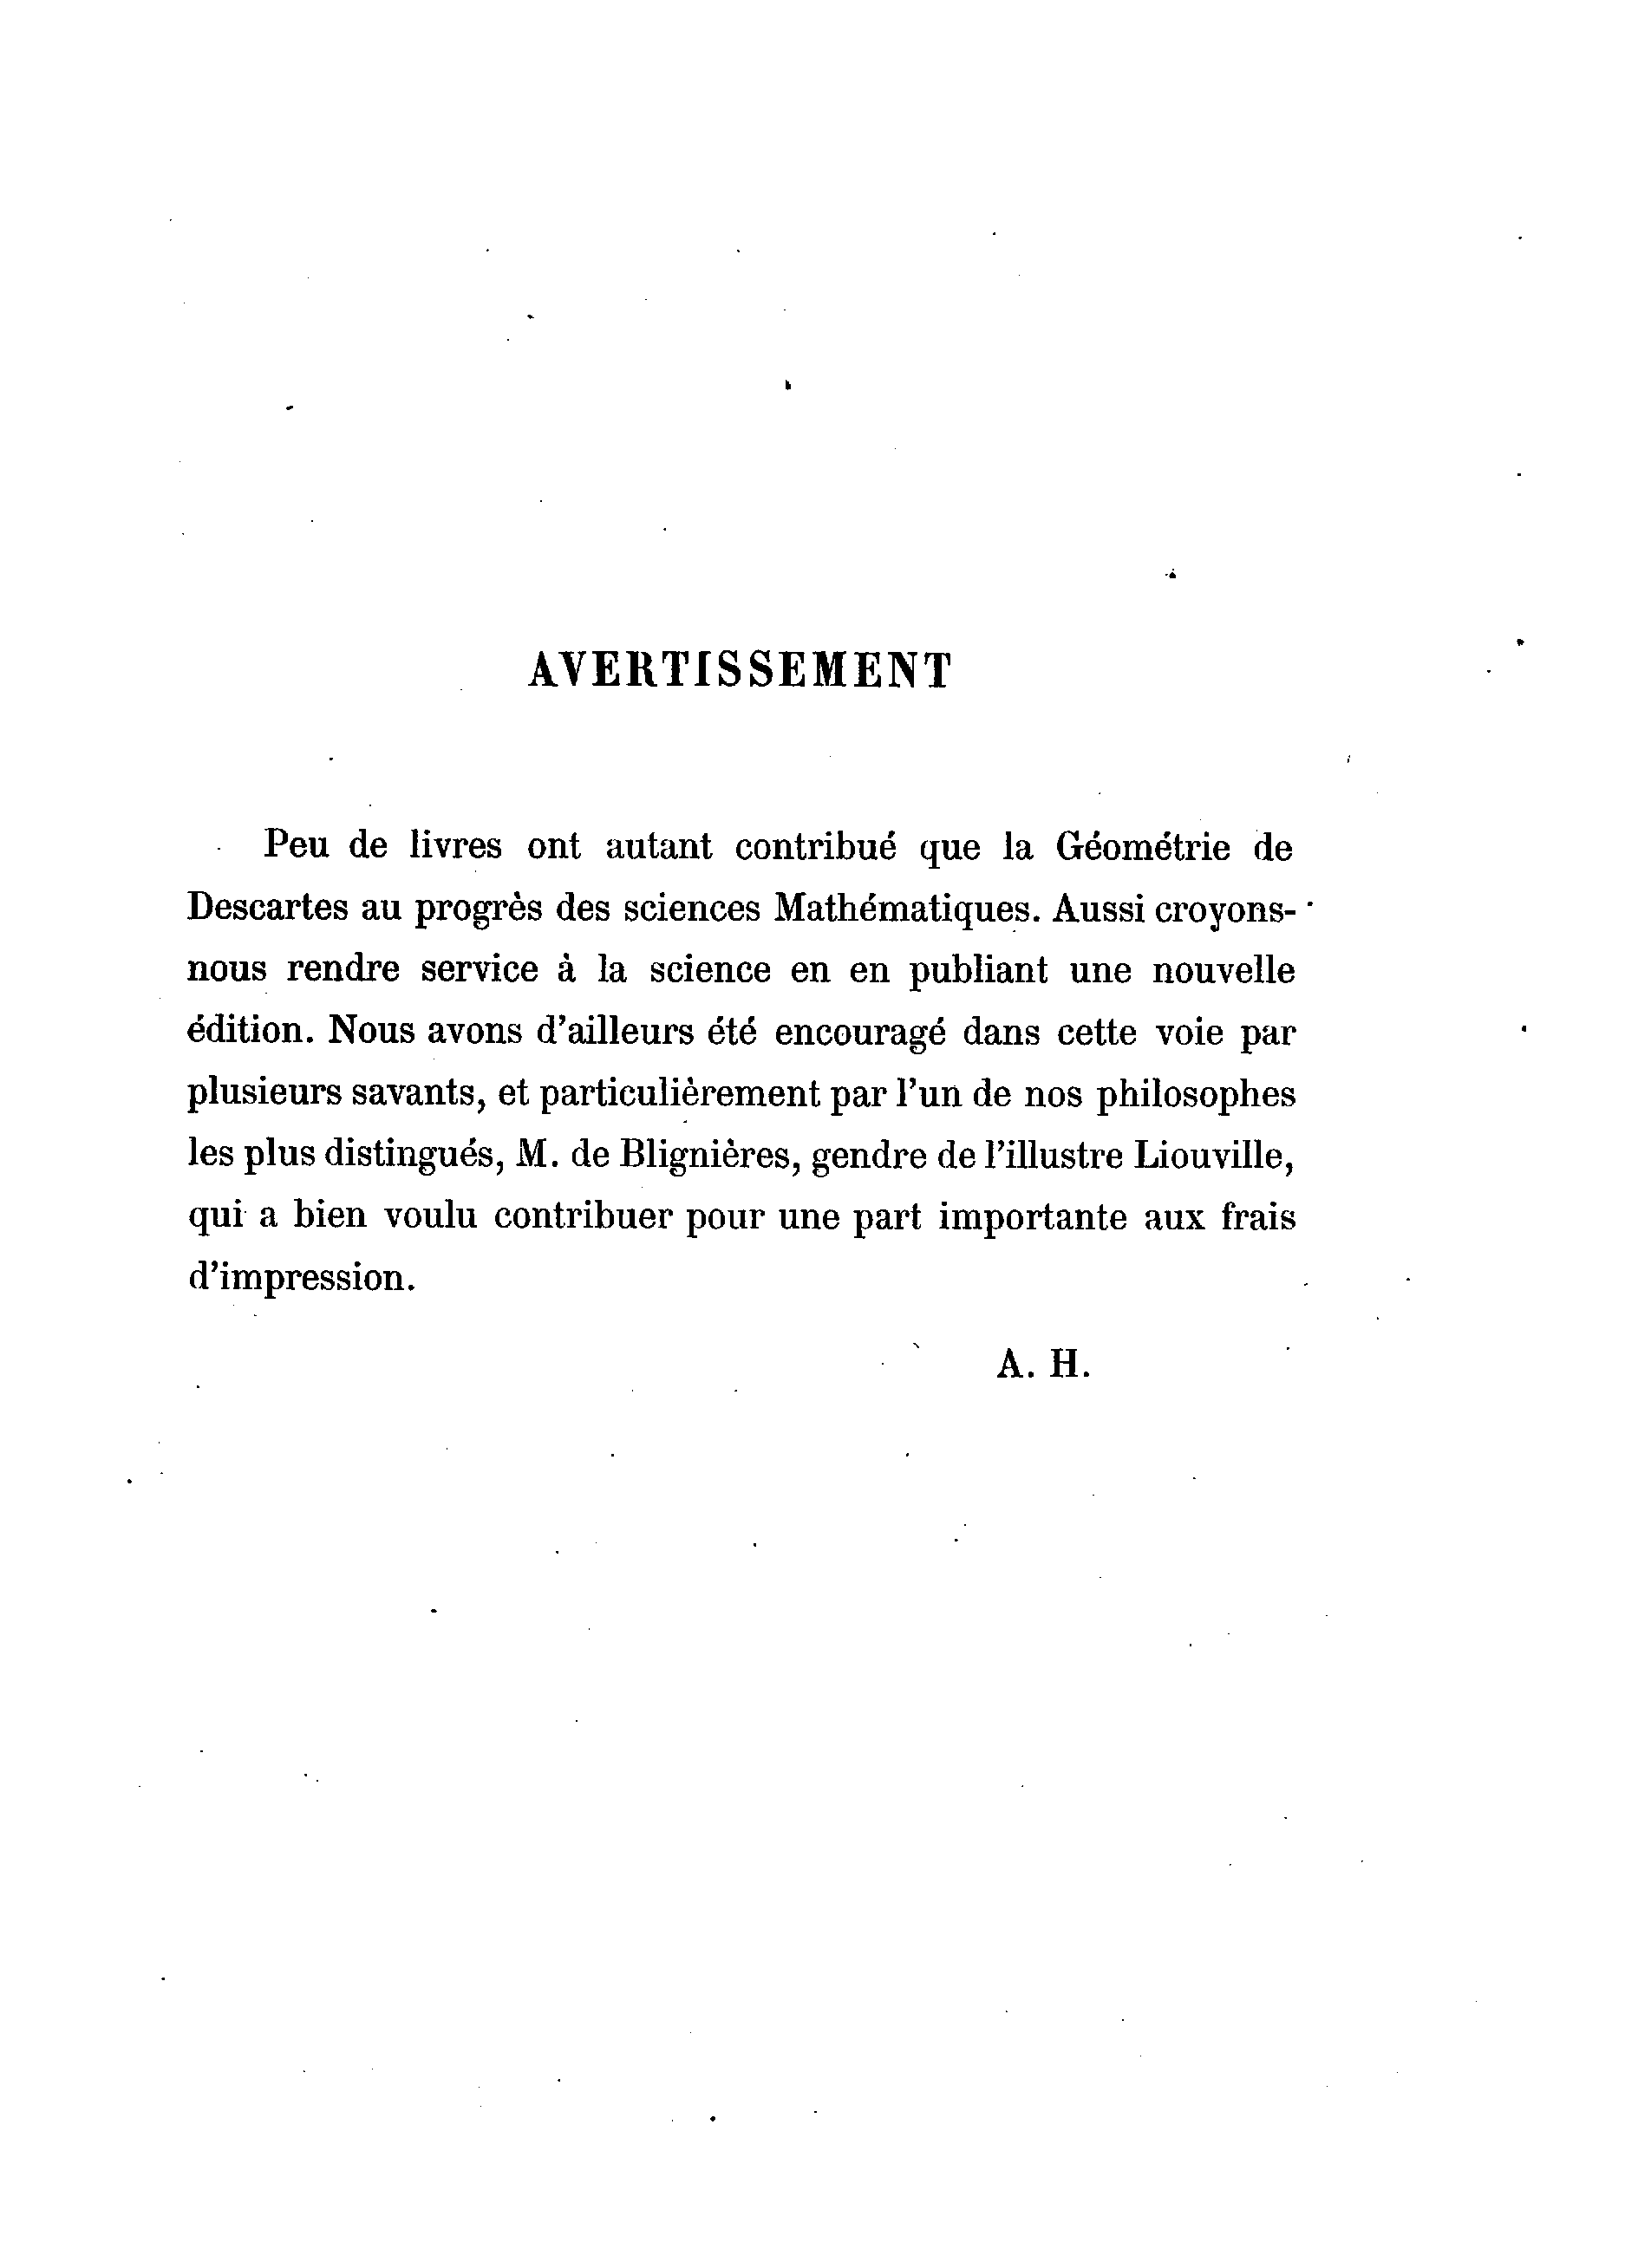 AVERTISSEMENT
Peu de livres ont autant contribué que la Géométrie de
Descartes au progrès des sciences Mathématiques. Aussi croyons-
nous rendre service à la science en en publiant une nouvelle
édition. Nous avons d'ailleurs été encouragé dans cette voie par
plusieurs savants, et particulièrement par l'un de nos philosophes
les plus distingués, M. de Blignières, gendre de l'illustre Liouville,
qui a bien voulu contribuer pour une part importante aux frais
d'impression.
A. H.